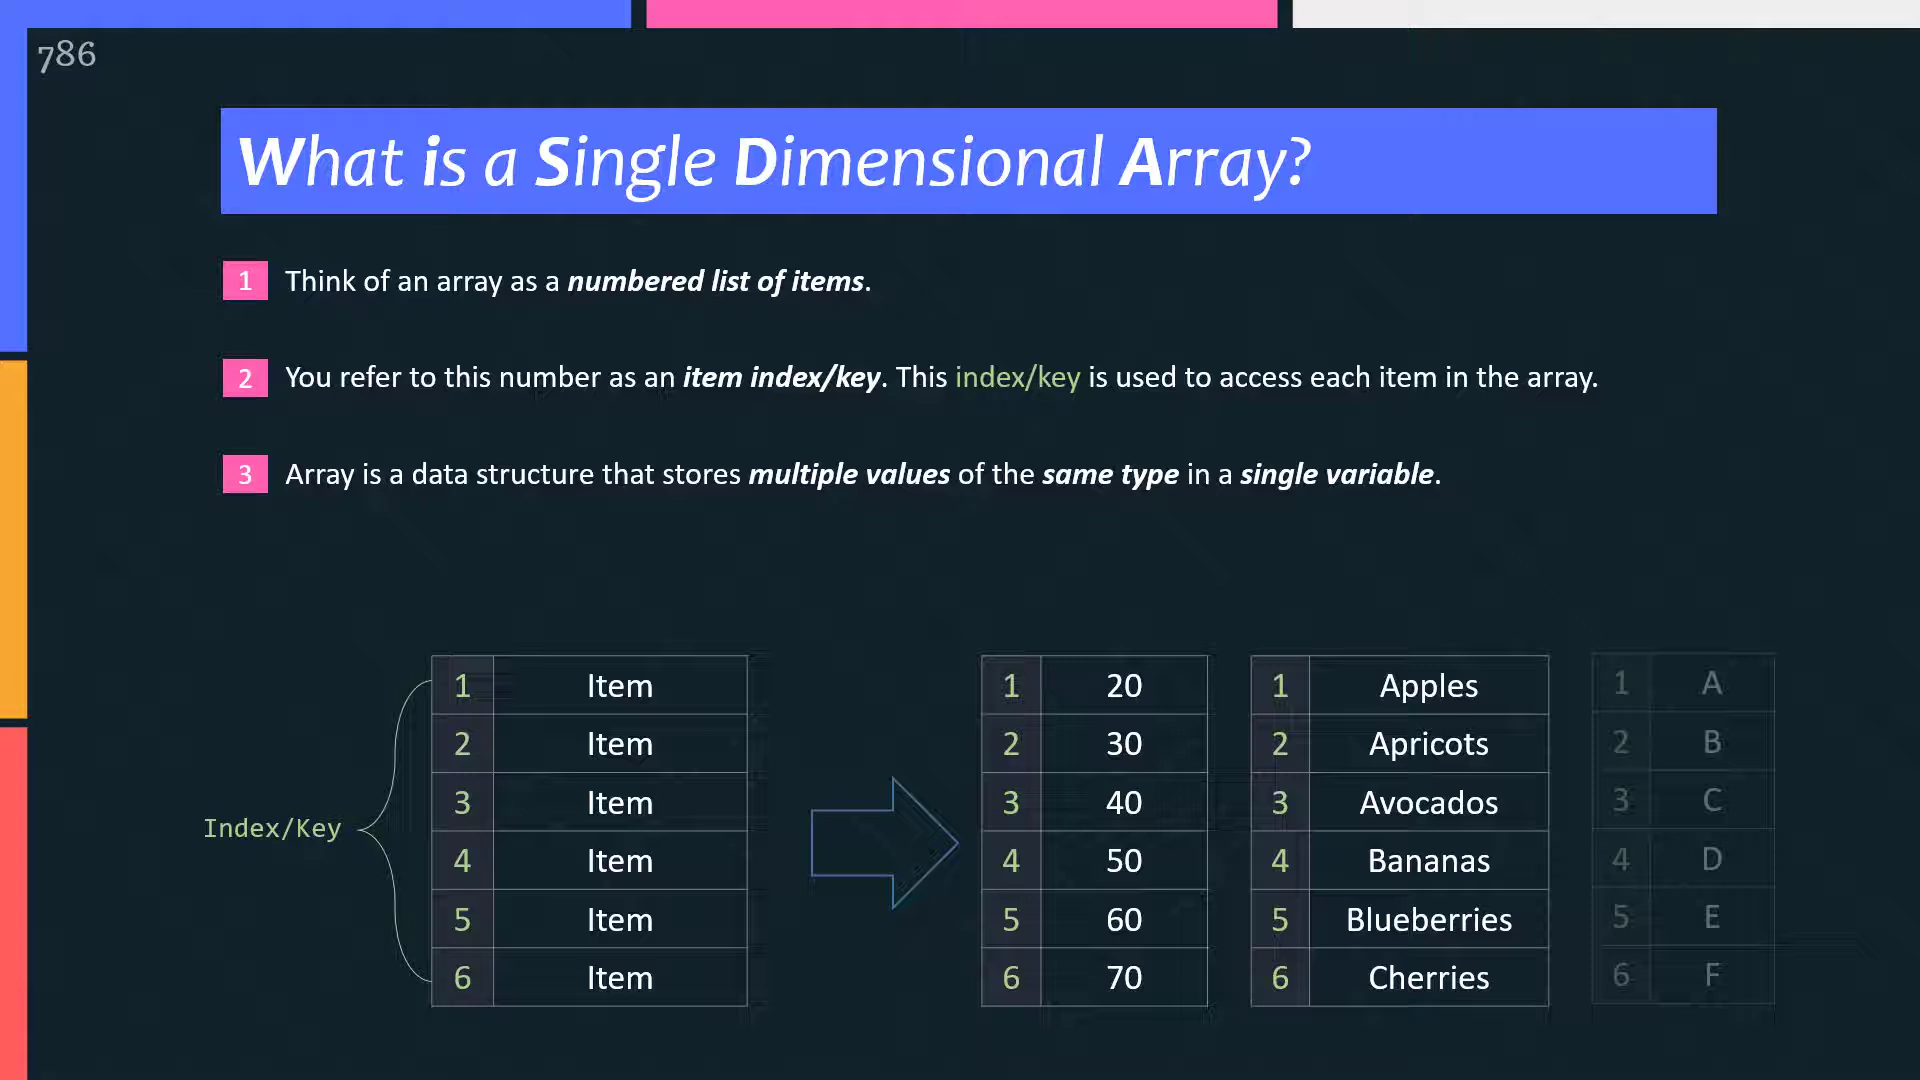 786
What is a Single Dimensional Array?
1 Think of an array as a numbered list of items.
2 You refer to this number as an item index/key. This index/key is used to access each item in the array.
3 Array is a data structure that stores multiple values of the same type in a single variable.
Index/Key
1 Item
2 Item
3 Item
4 Item
5 Item
6 Item
1 20
2 30
3 40
4 50
5 60
6 70
1 Apples
2 Apricots
3 Avocados
4 Bananas
5 Blueberries
6 Cherries
1 A
2 B
3 C
4 D
5 E
6 F